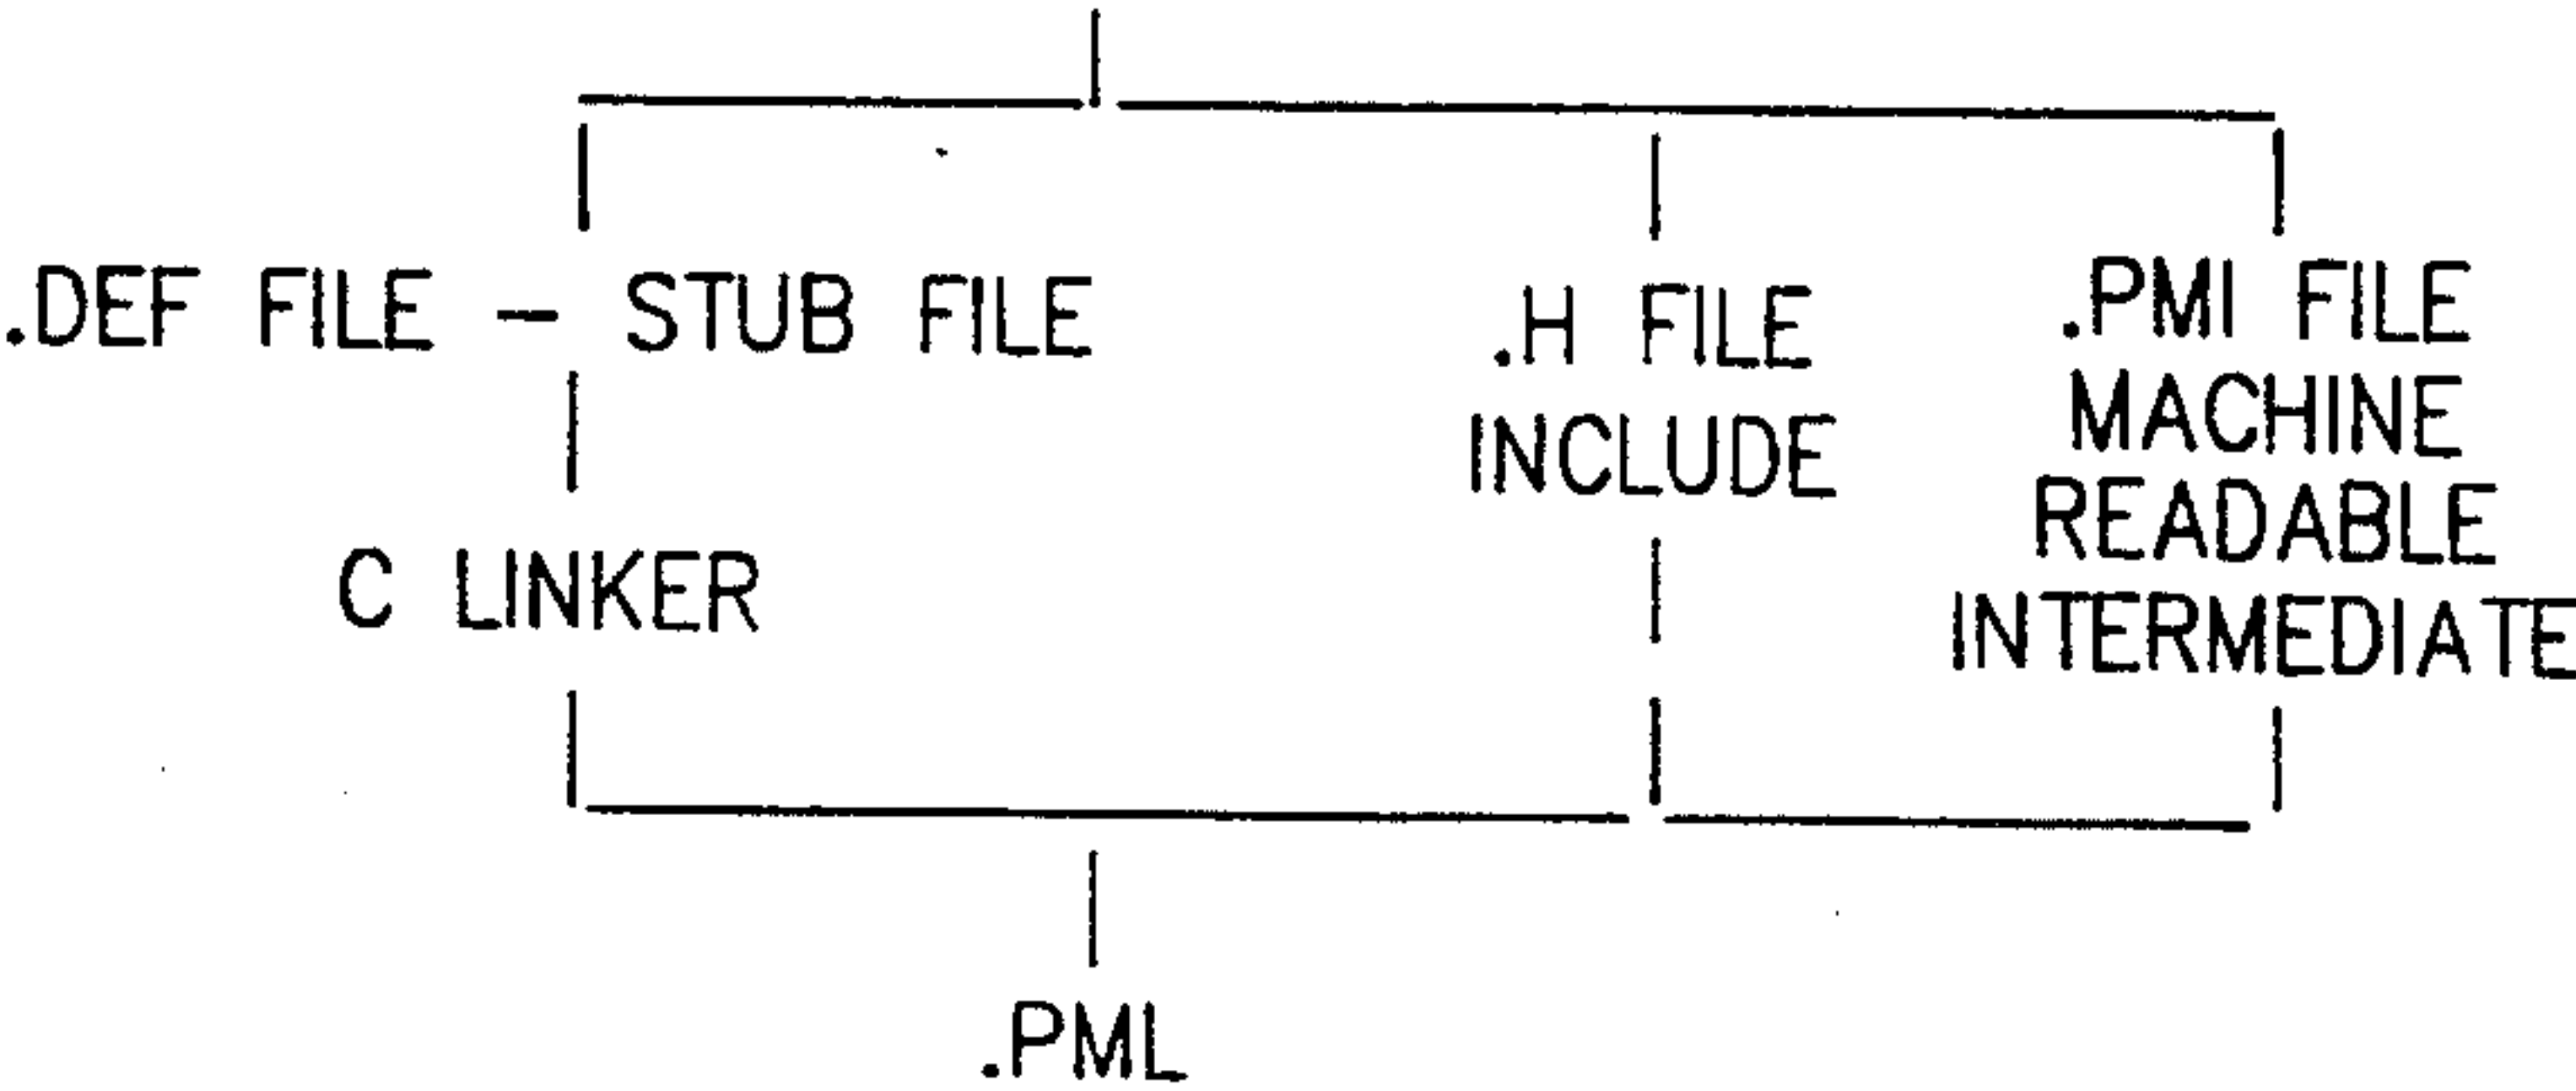 .DEF FILE - STUB FILE
C LINKER
.H FILE
INCLUDE
.PMI FILE
MACHINE
READABLE
INTERMEDIATE
.PML